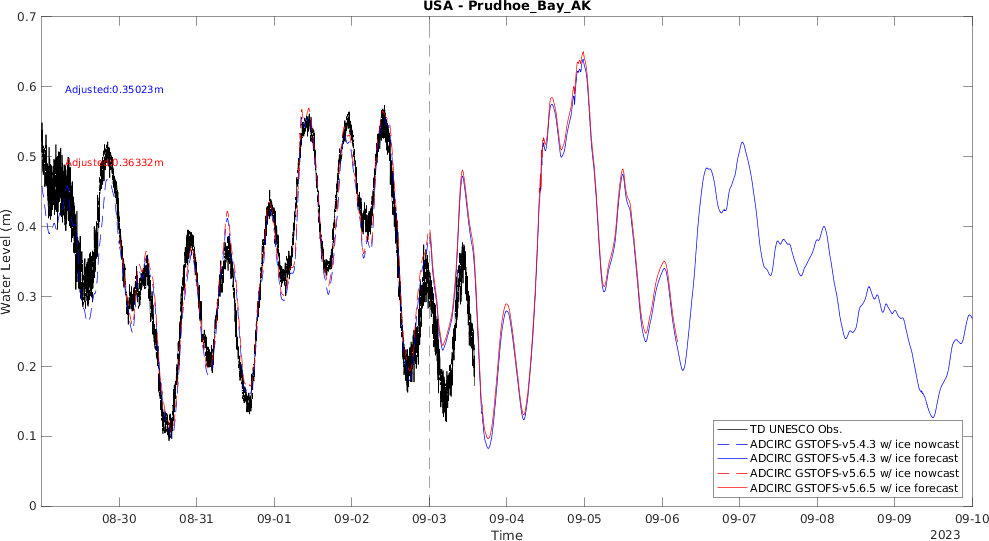 USA - Prudhoe_Bay_AK
0.7
0.6
0.5
0.4
0.3
0.2
0.1
0
Water Level (m)
Adjusted:0.35023m
Adjusted:0.36332m
TD UNESCO Obs.
ADCIRC GSTOFS-v5.4.3 w/ ice nowcast
ADCIRC GSTOFS-v5.4.3 w/ ice forecast
ADCIRC GSTOFS-v5.6.5 w/ ice nowcast
ADCIRC GSTOFS-v5.6.5 w/ ice forecast
08-30 08-31 09-01 09-02 09-03 09-04 09-05 09-06 09-07 09-08 09-09 09-10
Time
2023